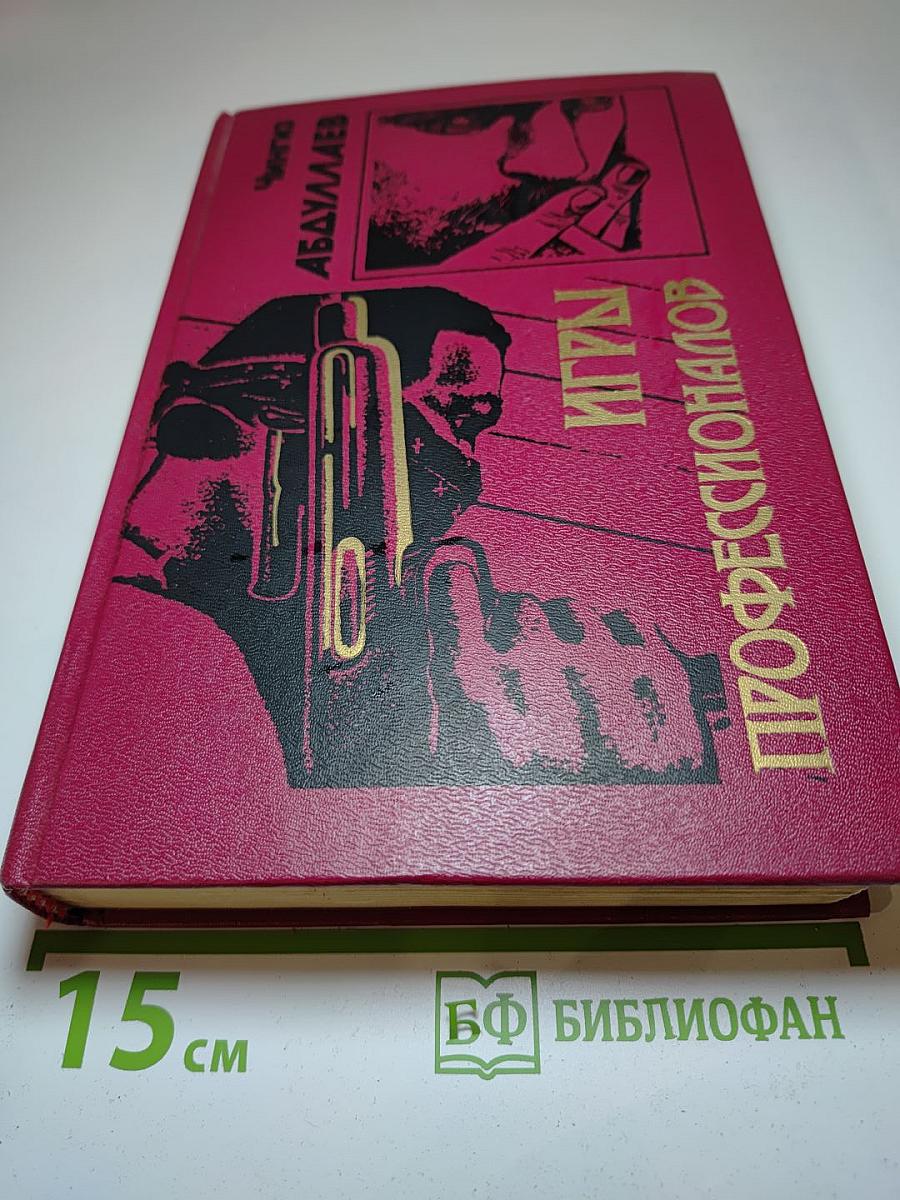 Чингиз
АБДУЛЛАЕВ
ИГРЫ
ПРОФЕССИОНАЛОВ
15 см
БФ БИБЛИОФАН